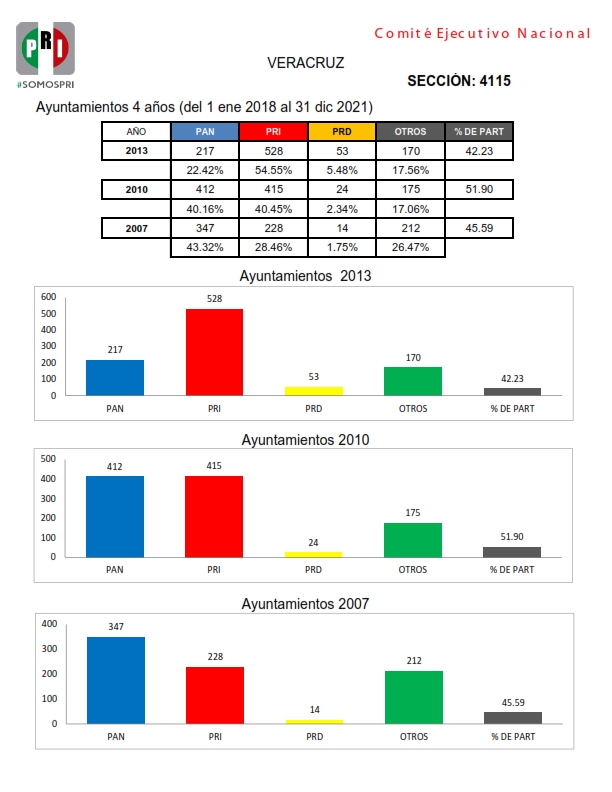 Comité Ejecutivo Nacional
PRI
#SOMOSPRI
VERACRUZ
SECCIÓN: 4115
Ayuntamientos 4 años (del 1 ene 2018 al 31 dic 2021)
AÑO PAN PRI PRD OTROS % DE PART
2013 217 528 53 170 42.23
22.42% 54.55% 5.48% 17.56%
2010 412 415 24 175 51.90
40.16% 40.45% 2.34% 17.06%
2007 347 228 14 212 45.59
43.32% 28.46% 1.75% 26.47%
Ayuntamientos 2013
600
500
400
300
200
100
0
217 528 53 170 42.23
PAN PRI PRD OTROS % DE PART
Ayuntamientos 2010
500
400
300
200
100
0
412 415 24 175 51.90
PAN PRI PRD OTROS % DE PART
Ayuntamientos 2007
400
300
200
100
0
347 228 14 212 45.59
PAN PRI PRD OTROS % DE PART